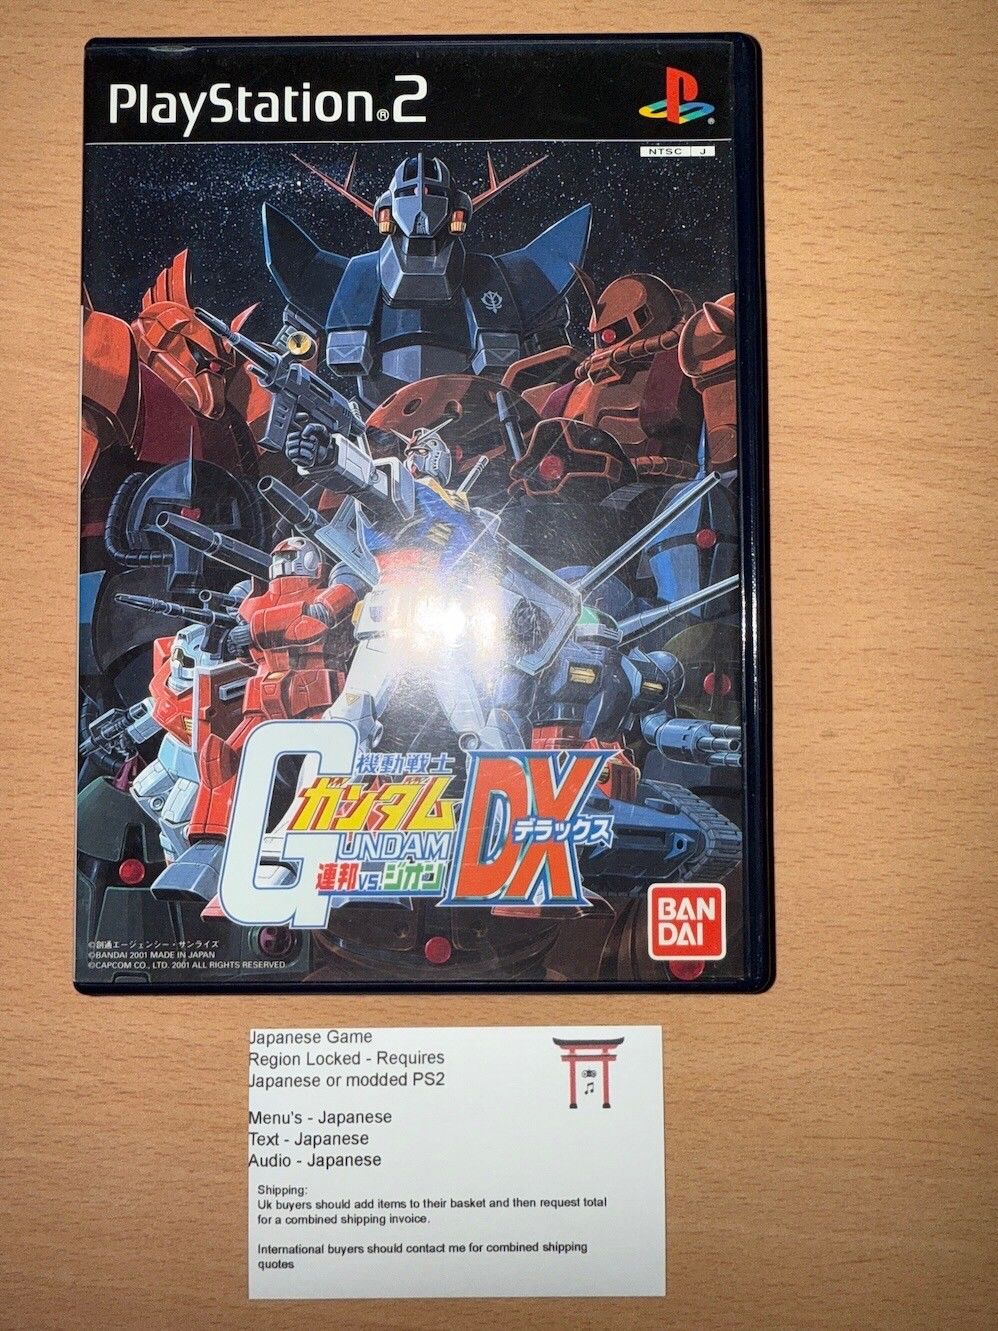 PlayStation®2
NTSC J
機動戦士
ガンダム
GUNDAM
連邦vs.ジオン
DX
デラックス
BAN
DAI
©創通エージェンシー・サンライズ
©BANDAI 2001 MADE IN JAPAN
©CAPCOM CO., LTD. 2001 ALL RIGHTS RESERVED.
Japanese Game
Region Locked - Requires
Japanese or modded PS2
Menu's - Japanese
Text - Japanese
Audio - Japanese
Shipping:
Uk buyers should add items to their basket and then request total
for a combined shipping invoice.
International buyers should contact me for combined shipping
quotes